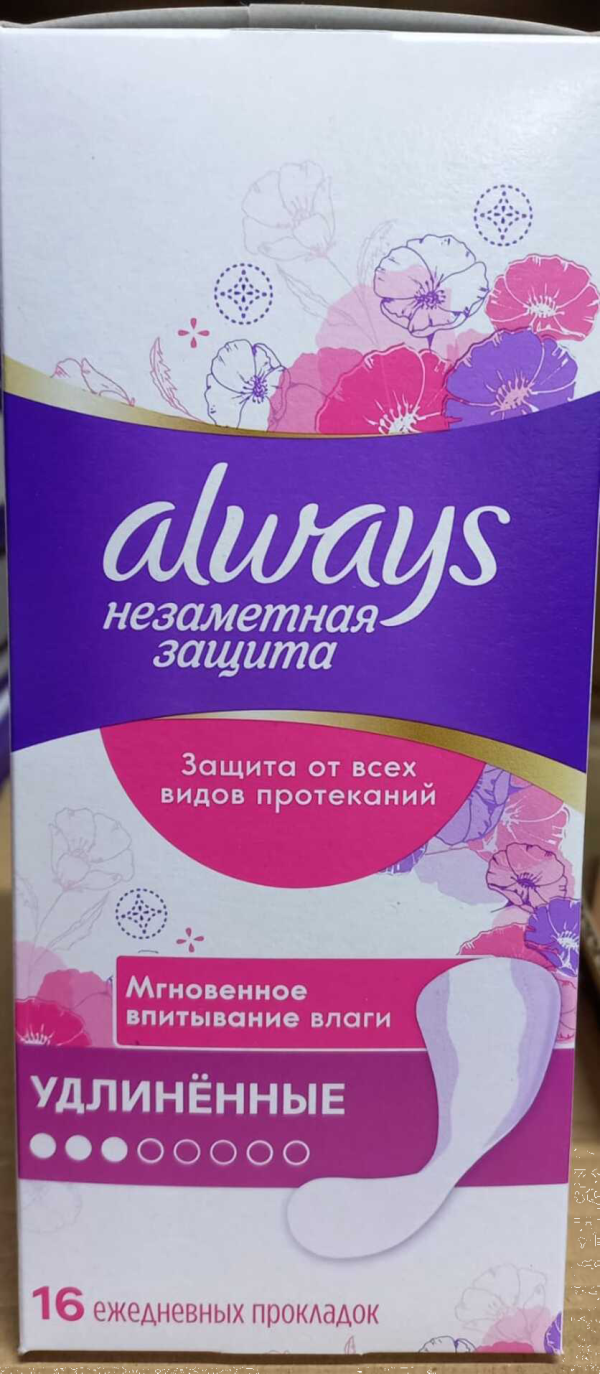 always
незаметная
защита
Защита от всех
видов протеканий
Мгновенное
впитывание влаги
УДЛИНЁННЫЕ
16 ежедневных прокладок